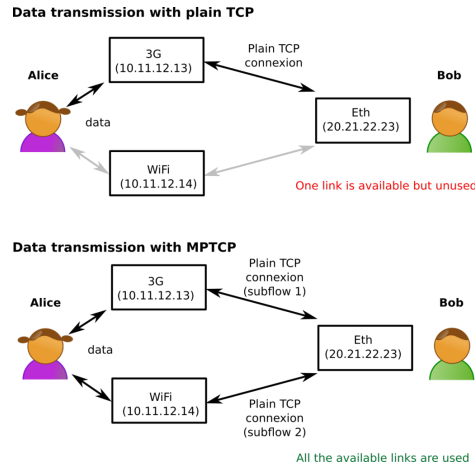 Data transmission with plain TCP
3G
(10.11.12.13)
Plain TCP
connexion
Alice
Bob
data
Eth
(20.21.22.23)
WiFi
(10.11.12.14)
One link is available but unused
Data transmission with MPTCP
3G
(10.11.12.13)
Plain TCP
connexion
(subflow 1)
Alice
Bob
data
Eth
(20.21.22.23)
WiFi
(10.11.12.14)
Plain TCP
connexion
(subflow 2)
All the available links are used